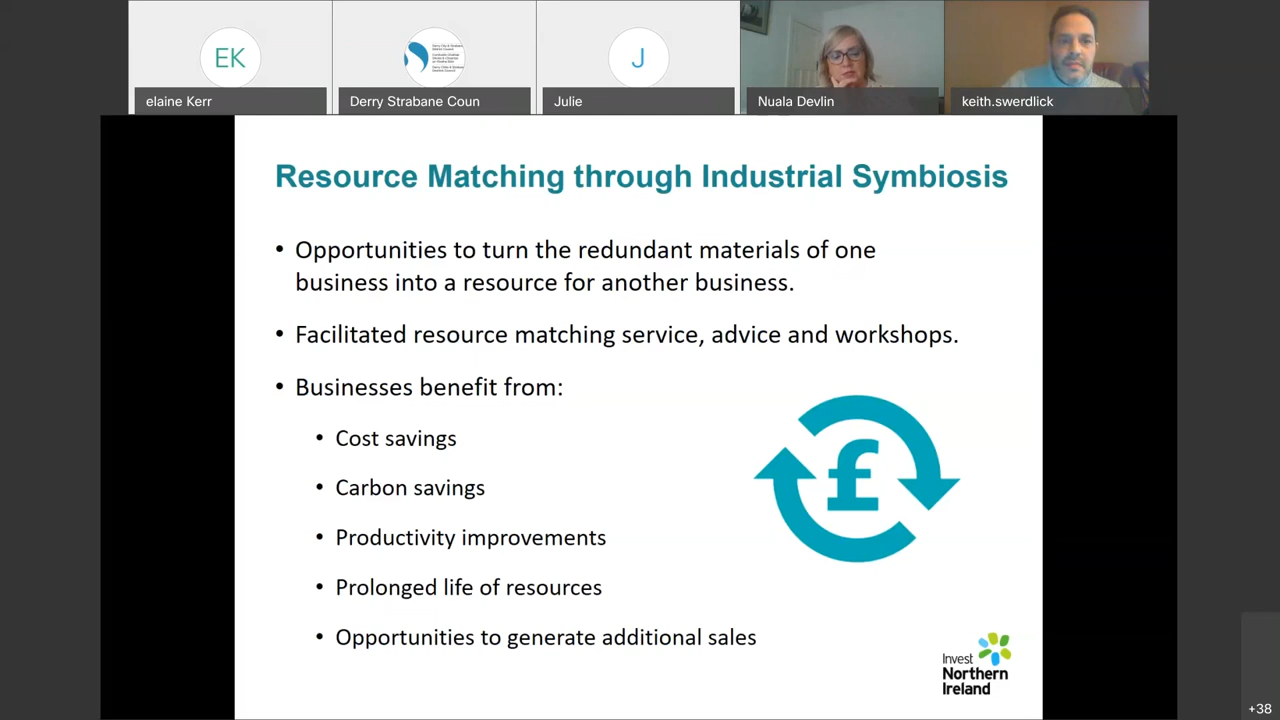 EK
elaine Kerr
Derry Strabane Coun
J
Julie
Nuala Devlin
keith.swerdlick
Resource Matching through Industrial Symbiosis
• Opportunities to turn the redundant materials of one
business into a resource for another business.
• Facilitated resource matching service, advice and workshops.
• Businesses benefit from:
• Cost savings
• Carbon savings
• Productivity improvements
• Prolonged life of resources
• Opportunities to generate additional sales
£
Invest
Northern
Ireland
+38